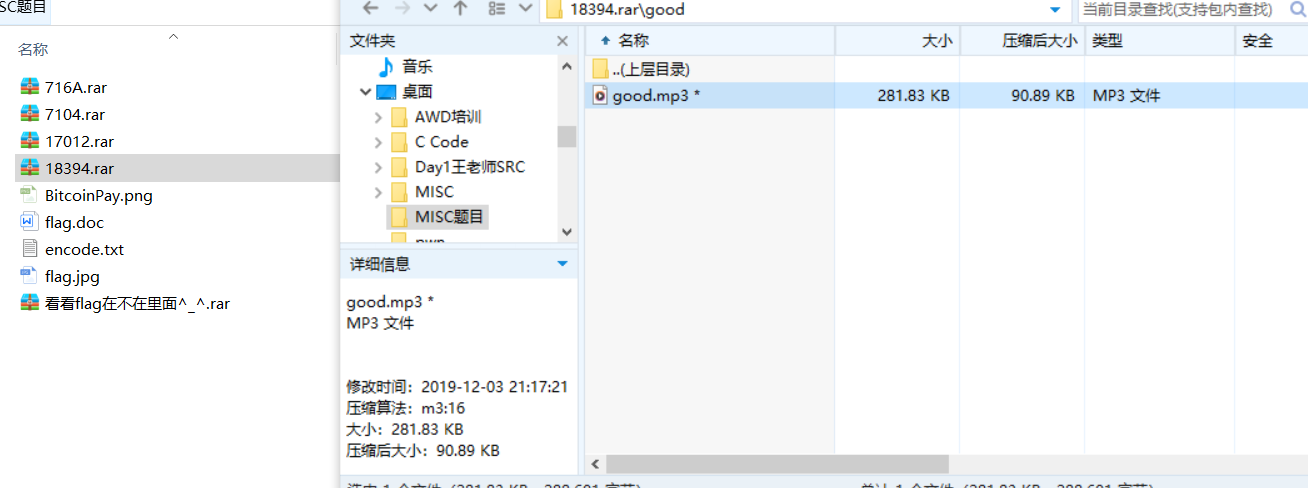 SC题目
名称
716A.rar
7104.rar
17012.rar
18394.rar
BitcoinPay.png
flag.doc
encode.txt
flag.jpg
看看flag在不在里面^_^.rar
18394.rar\good
当前目录查找(支持包内查找)
文件夹
音乐
桌面
AWD培训
C Code
Day1王老师SRC
MISC
MISC题目
详细信息
good.mp3 *
MP3 文件
修改时间：2019-12-03 21:17:21
压缩算法：m3:16
大小：281.83 KB
压缩后大小：90.89 KB
名称 大小 压缩后大小 类型 安全
..(上层目录)
good.mp3 * 281.83 KB 90.89 KB MP3 文件